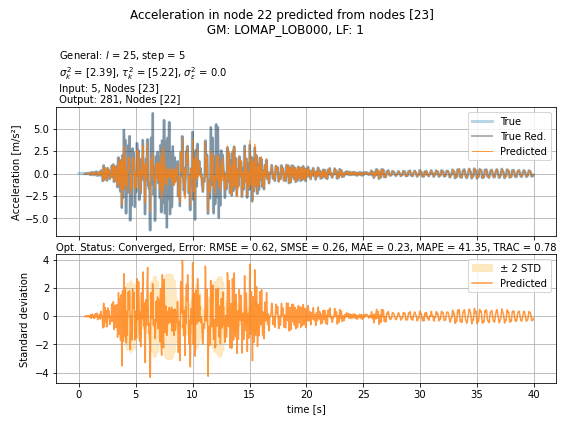 Acceleration in node 22 predicted from nodes [23]
GM: LOMAP_LOB000, LF: 1
General: l = 25, step = 5
σ²ₖ = [2.39], τ²ₖ = [5.22], σ²ε = 0.0
Input: 5, Nodes [23]
Output: 281, Nodes [22]
Acceleration [m/s²]
5.0
2.5
0.0
−2.5
−5.0
True
True Red.
Predicted
Opt. Status: Converged, Error: RMSE = 0.62, SMSE = 0.26, MAE = 0.23, MAPE = 41.35, TRAC = 0.78
Standard deviation
4
2
0
−2
−4
± 2 STD
Predicted
0 5 10 15 20 25 30 35 40
time [s]